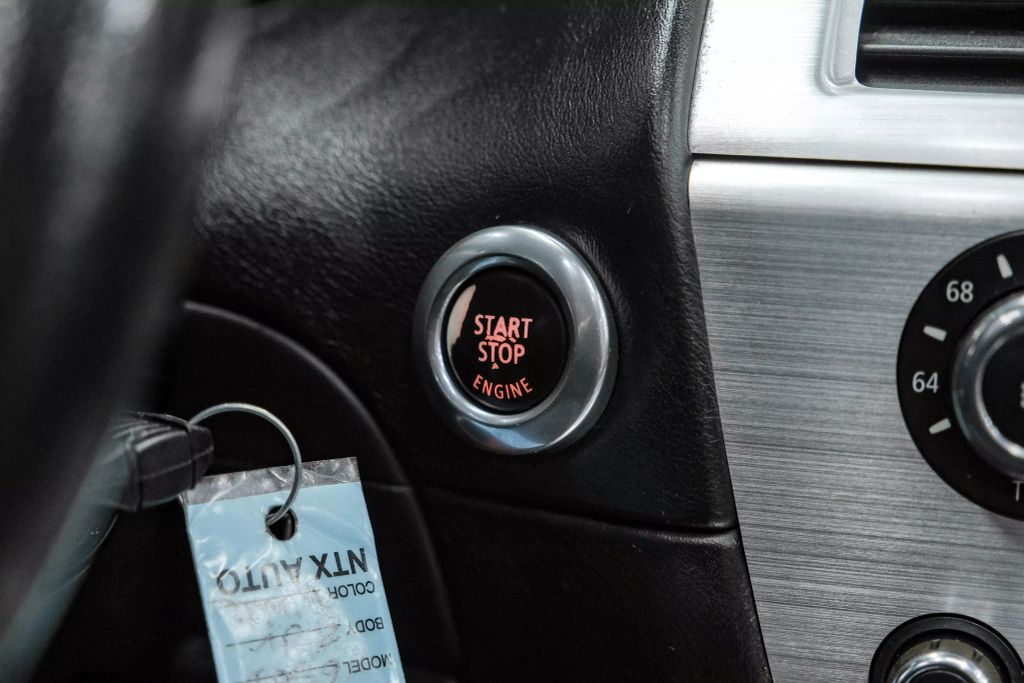 START
STOP
ENGINE
68
64
NTX AUTO
COLOR
BODY
MODEL